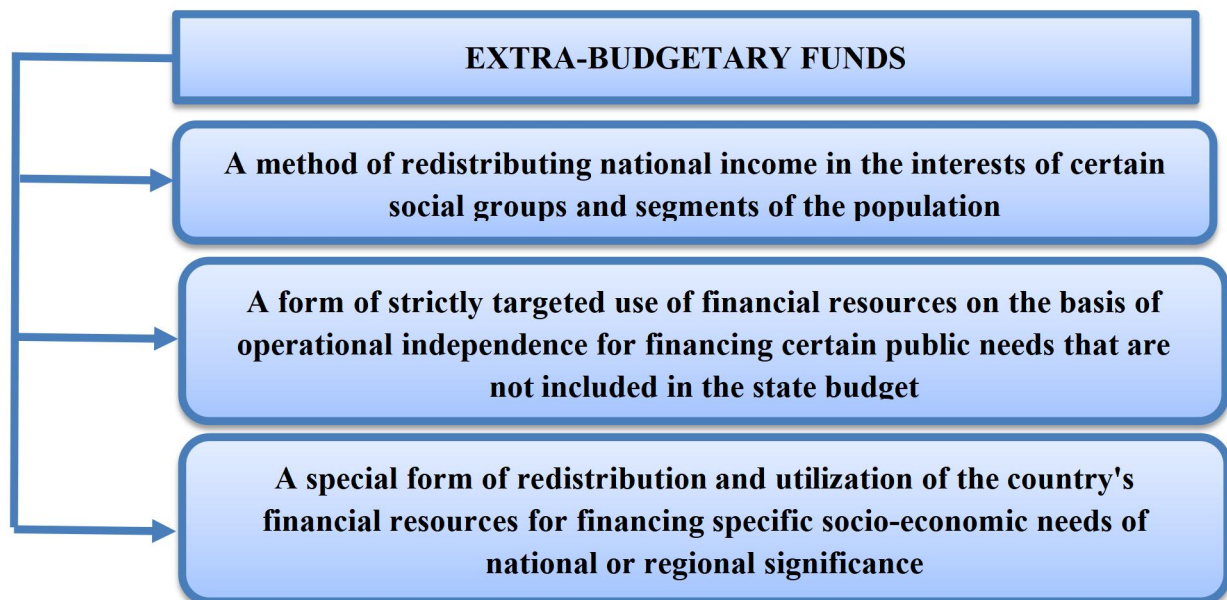 EXTRA-BUDGETARY FUNDS
A method of redistributing national income in the interests of certain
social groups and segments of the population
A form of strictly targeted use of financial resources on the basis of
operational independence for financing certain public needs that are
not included in the state budget
A special form of redistribution and utilization of the country's
financial resources for financing specific socio-economic needs of
national or regional significance